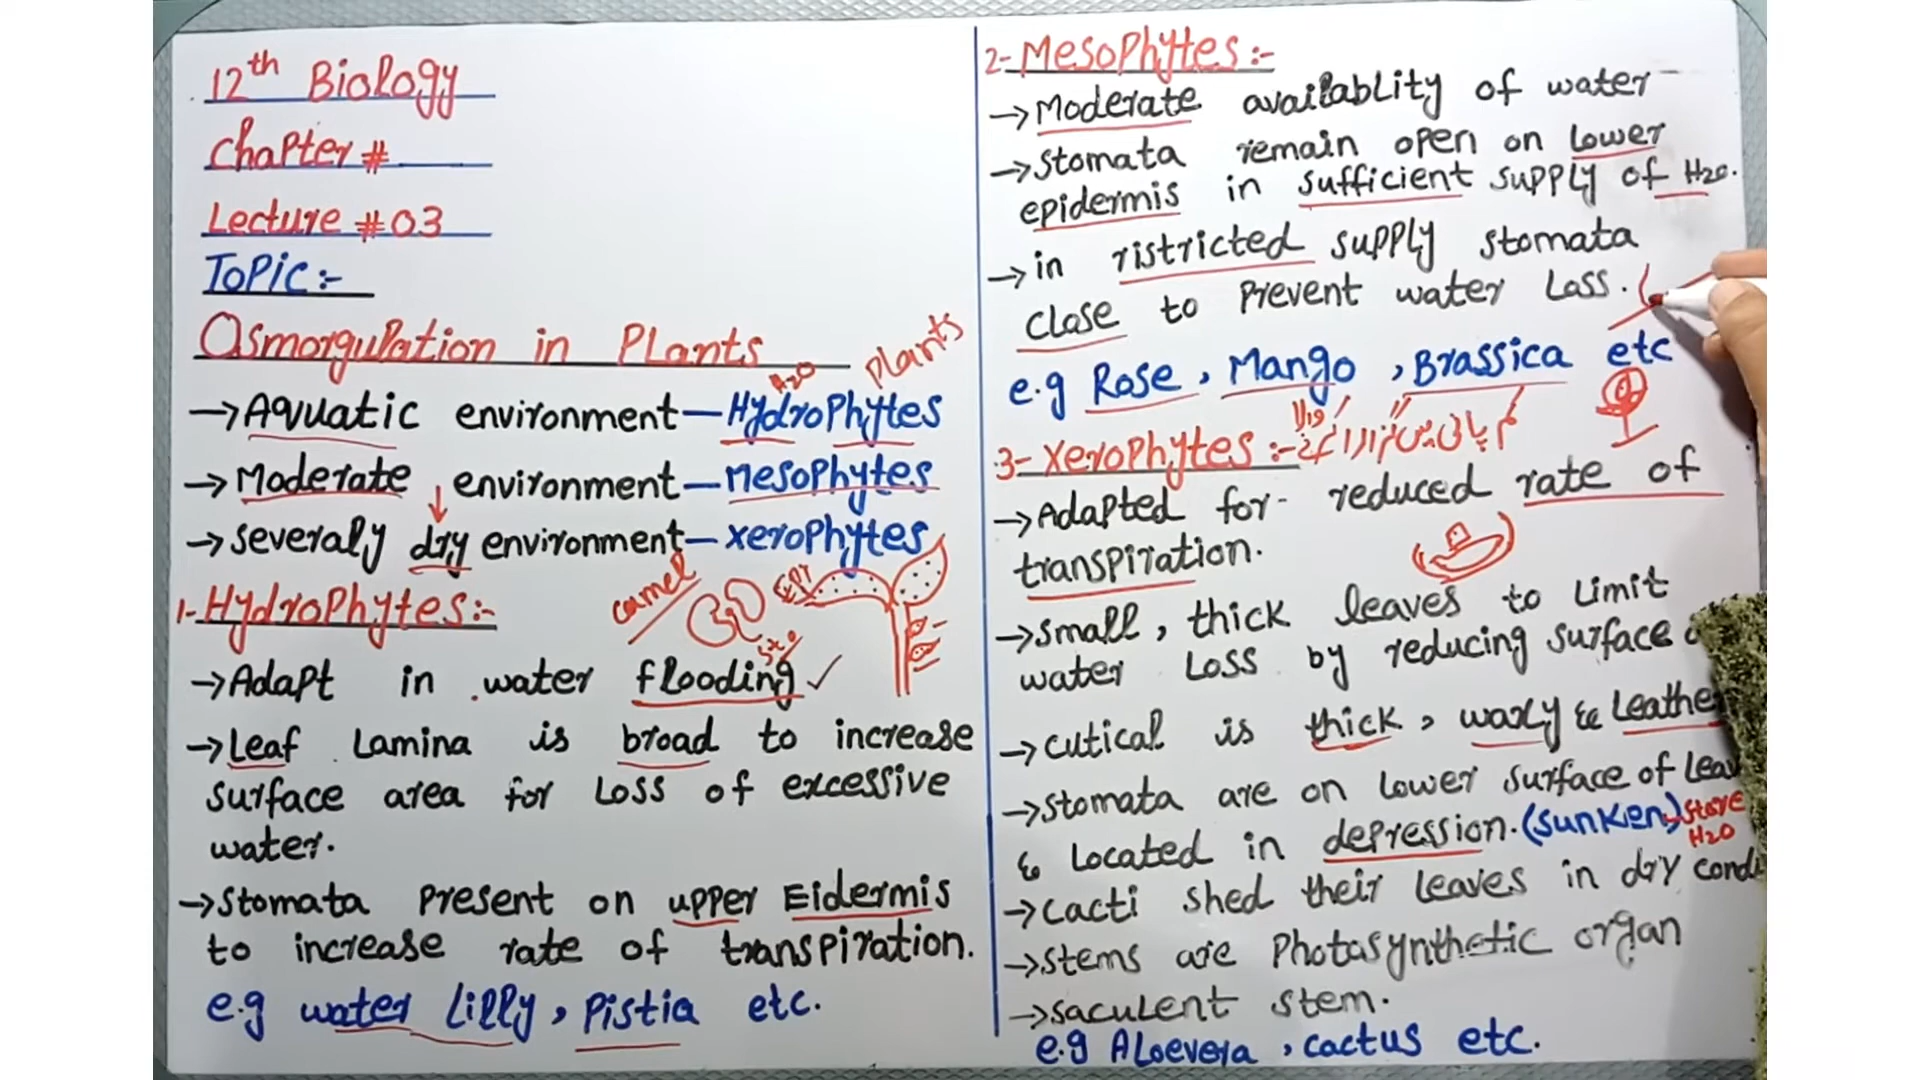 12th Biology
Chapter #
Lecture #03
Topic:-
Osmorgulation in Plants
H2O
plants
→Aquatic environment—Hydrophytes
→Moderate environment—Mesophytes
→severaly dry environment—xerophytes
camel
1-Hydrophytes:-
→Adapt in water flooding ✓
→Leaf Lamina is broad to increase
surface area for Loss of excessive
water.
→Stomata Present on upper Eidermis
to increase rate of transpiration.
e.g water Lilly, Pistia etc.
2-Mesophytes:-
→Moderate availablity of water
→Stomata remain open on Lower
epidermis in sufficient supply of H2O.
→in ristricted supply stomata
close to Prevent water Loss.
e.g Rose, Mango, Brassica etc
3-Xerophytes:-
→Adapted for reduced rate of
transpiration.
→small, thick leaves to Limit
water Loss by reducing surface
→cutical is thick, waxly & Leathe
→stomata are on Lower surface of Lea
& Located in depression. (sunken) store
H2O
→cacti shed their leaves in dry condi
→stems are Photosynthetic organ
→saculent stem.
e.g ALoevera, cactus etc.